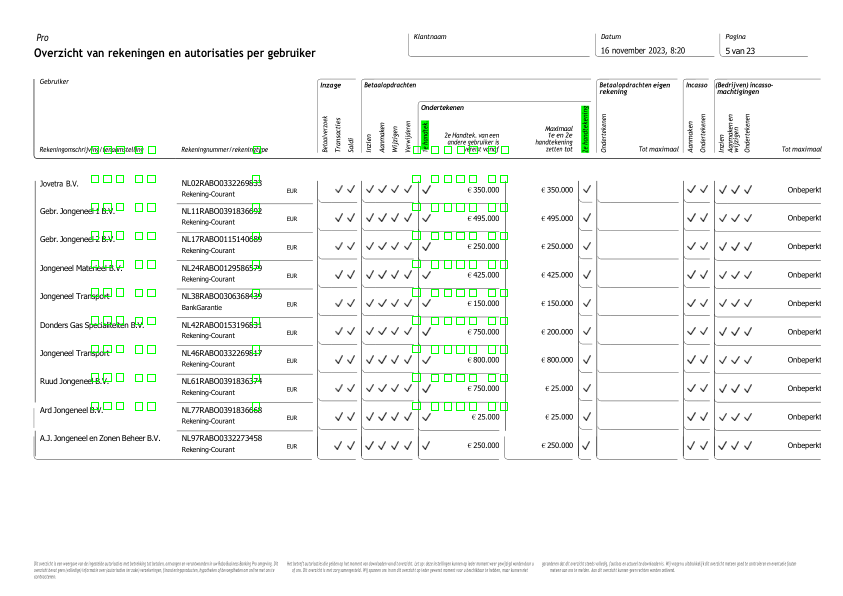 Pro
Overzicht van rekeningen en autorisaties per gebruiker
Klantnaam
Datum
16 november 2023, 8:20
Pagina
5 van 23
Gebruiker
Inzage
Betaalopdrachten
Betaalopdrachten eigen rekening
Incasso
(Bedrijven) incasso-machtigingen
Ondertekenen
Rekeningomschrijving/tenaamstelling
Rekeningnummer/rekeningtype
Betaalverzoek
Transacties
Saldi
Inzien
Aanmaken
Wijzigen
Verwijderen
1e handtek.
2e Handtek. van een andere gebruiker is vereist vanaf
Maximaal 1e en 2e handtekening zetten tot
2e handtekening
Ondertekenen
Tot maximaal
Aanmaken
Ondertekenen
Inzien
Aanmaken en wijzigen
Ondertekenen
Tot maximaal
Jovetra B.V. NL02RABO0332269833 Rekening-Courant EUR € 350.000 € 350.000 Onbeperkt
Gebr. Jongeneel 1 B.V. NL11RABO0391836692 Rekening-Courant EUR € 495.000 € 495.000 Onbeperkt
Gebr. Jongeneel 2 B.V. NL17RABO0115140689 Rekening-Courant EUR € 250.000 € 250.000 Onbeperkt
Jongeneel Materieel B.V. NL24RABO0129586579 Rekening-Courant EUR € 425.000 € 425.000 Onbeperkt
Jongeneel Transport NL38RABO0306368439 BankGarantie EUR € 150.000 € 150.000 Onbeperkt
Donders Gas Specialiteiten B.V. NL42RABO0153196831 Rekening-Courant EUR € 750.000 € 200.000 Onbeperkt
Jongeneel Transport NL46RABO0332269817 Rekening-Courant EUR € 800.000 € 800.000 Onbeperkt
Ruud Jongeneel B.V. NL61RABO0391836374 Rekening-Courant EUR € 750.000 € 25.000 Onbeperkt
Ard Jongeneel B.V. NL77RABO0391836668 Rekening-Courant EUR € 25.000 € 25.000 Onbeperkt
A.J. Jongeneel en Zonen Beheer B.V. NL97RABO0332273458 Rekening-Courant EUR € 250.000 € 250.000 Onbeperkt